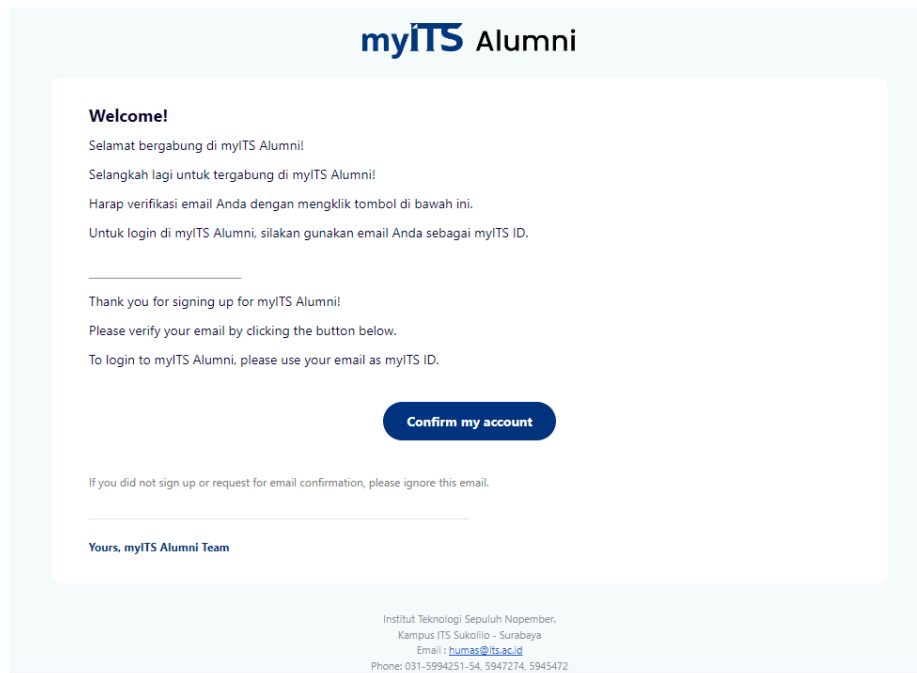 myITS Alumni
Welcome!
Selamat bergabung di myITS Alumni!
Selangkah lagi untuk tergabung di myITS Alumni!
Harap verifikasi email Anda dengan mengklik tombol di bawah ini.
Untuk login di myITS Alumni, silakan gunakan email Anda sebagai myITS ID.
Thank you for signing up for myITS Alumni!
Please verify your email by clicking the button below.
To login to myITS Alumni, please use your email as myITS ID.
Confirm my account
If you did not sign up or request for email confirmation, please ignore this email.
Yours, myITS Alumni Team
Institut Teknologi Sepuluh Nopember.
Kampus ITS Sukolilo - Surabaya
Email : humas@its.ac.id
Phone: 031-5994251-54, 5947274, 5945472